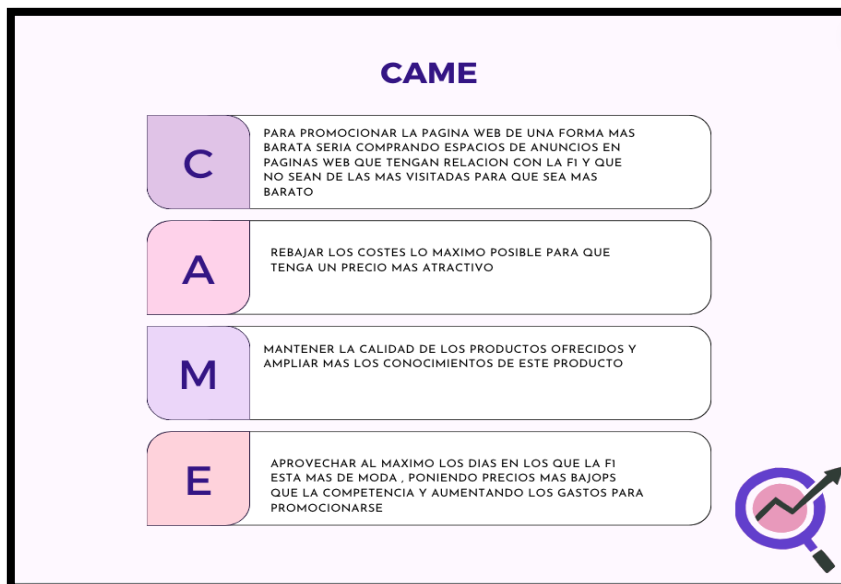 CAME
C
PARA PROMOCIONAR LA PAGINA WEB DE UNA FORMA MAS
BARATA SERIA COMPRANDO ESPACIOS DE ANUNCIOS EN
PAGINAS WEB QUE TENGAN RELACION CON LA F1 Y QUE
NO SEAN DE LAS MAS VISITADAS PARA QUE SEA MAS
BARATO
A
REBAJAR LOS COSTES LO MAXIMO POSIBLE PARA QUE
TENGA UN PRECIO MAS ATRACTIVO
M
MANTENER LA CALIDAD DE LOS PRODUCTOS OFRECIDOS Y
AMPLIAR MAS LOS CONOCIMIENTOS DE ESTE PRODUCTO
E
APROVECHAR AL MAXIMO LOS DIAS EN LOS QUE LA F1
ESTA MAS DE MODA , PONIENDO PRECIOS MAS BAJOPS
QUE LA COMPETENCIA Y AUMENTANDO LOS GASTOS PARA
PROMOCIONARSE